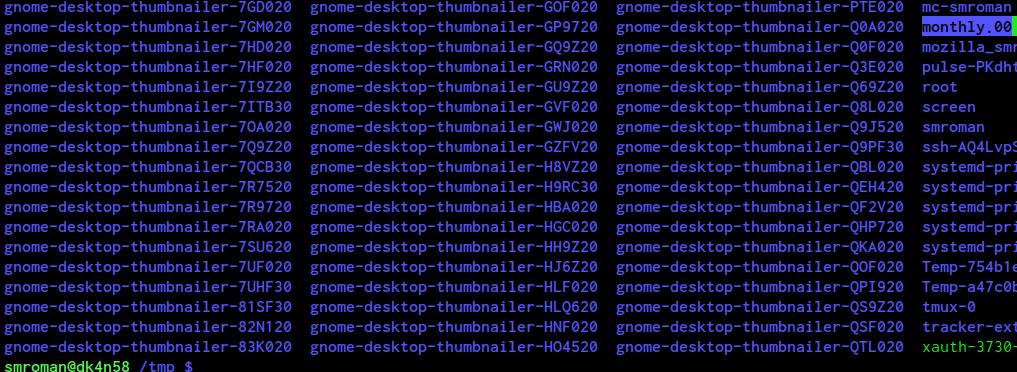 gnome-desktop-thumbnailer-7GD020 gnome-desktop-thumbnailer-GOF020 gnome-desktop-thumbnailer-PTE020 mc-smroman
gnome-desktop-thumbnailer-7GM020 gnome-desktop-thumbnailer-GP9720 gnome-desktop-thumbnailer-Q0A020 monthly.00
gnome-desktop-thumbnailer-7HD020 gnome-desktop-thumbnailer-GQ9Z20 gnome-desktop-thumbnailer-Q0F020 mozilla_smr
gnome-desktop-thumbnailer-7HF020 gnome-desktop-thumbnailer-GRN020 gnome-desktop-thumbnailer-Q3E020 pulse-PKdht
gnome-desktop-thumbnailer-7I9Z20 gnome-desktop-thumbnailer-GU9Z20 gnome-desktop-thumbnailer-Q69Z20 root
gnome-desktop-thumbnailer-7ITB30 gnome-desktop-thumbnailer-GVF020 gnome-desktop-thumbnailer-Q8L020 screen
gnome-desktop-thumbnailer-7OA020 gnome-desktop-thumbnailer-GWJ020 gnome-desktop-thumbnailer-Q9J520 smroman
gnome-desktop-thumbnailer-7Q9Z20 gnome-desktop-thumbnailer-GZFV20 gnome-desktop-thumbnailer-Q9PF30 ssh-AQ4LvpS
gnome-desktop-thumbnailer-7QCB30 gnome-desktop-thumbnailer-H8VZ20 gnome-desktop-thumbnailer-QBL020 systemd-pri
gnome-desktop-thumbnailer-7R7520 gnome-desktop-thumbnailer-H9RC30 gnome-desktop-thumbnailer-QEH420 systemd-pri
gnome-desktop-thumbnailer-7R9720 gnome-desktop-thumbnailer-HBA020 gnome-desktop-thumbnailer-QF2V20 systemd-pri
gnome-desktop-thumbnailer-7RA020 gnome-desktop-thumbnailer-HGC020 gnome-desktop-thumbnailer-QHP720 systemd-pri
gnome-desktop-thumbnailer-7SU620 gnome-desktop-thumbnailer-HH9Z20 gnome-desktop-thumbnailer-QKA020 systemd-pri
gnome-desktop-thumbnailer-7UF020 gnome-desktop-thumbnailer-HJ6Z20 gnome-desktop-thumbnailer-QOF020 Temp-754b1e
gnome-desktop-thumbnailer-7UHF30 gnome-desktop-thumbnailer-HLF020 gnome-desktop-thumbnailer-QPI920 Temp-a47c0b
gnome-desktop-thumbnailer-81SF30 gnome-desktop-thumbnailer-HLQ620 gnome-desktop-thumbnailer-QS9Z20 tmux-0
gnome-desktop-thumbnailer-82N120 gnome-desktop-thumbnailer-HNF020 gnome-desktop-thumbnailer-QSF020 tracker-ext
gnome-desktop-thumbnailer-83K020 gnome-desktop-thumbnailer-HO4520 gnome-desktop-thumbnailer-QTL020 xauth-3730-
smroman@dk4n58 /tmp $